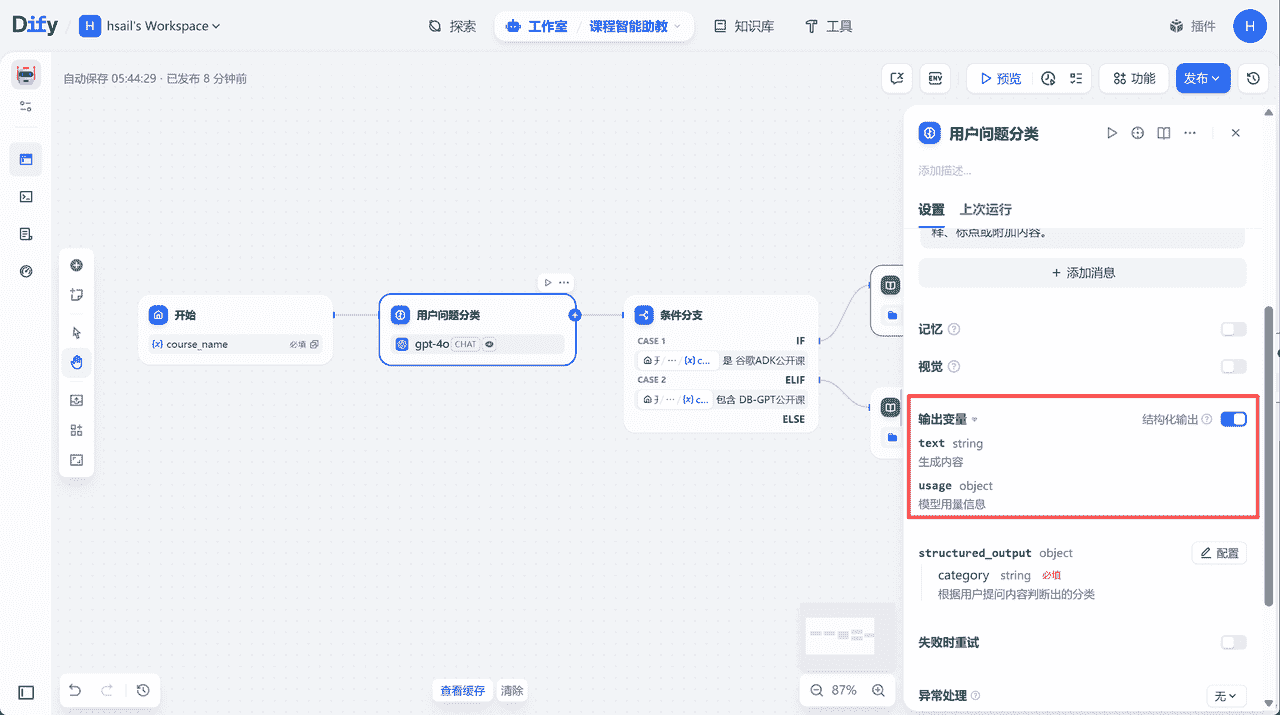 Dify / H hsail's Workspace
探索
工作室 / 课程智能助教
知识库
工具
插件
H
自动保存 05:44:29 · 已发布 8 分钟前
ENV
预览
功能
发布
用户问题分类
添加描述...
设置 上次运行
释、标点或附加内容。
+ 添加消息
记忆
视觉
输出变量
结构化输出
text string
生成内容
usage object
模型用量信息
structured_output object
配置
category string 必填
根据用户提问内容判断出的分类
失败时重试
异常处理
无
开始
{x} course_name 必填
用户问题分类
gpt-4o CHAT
条件分支
CASE 1 IF
{x} c... 是 谷歌ADK公开课
CASE 2 ELIF
{x} c... 包含 DB-GPT公开课
ELSE
查看缓存 清除
87%